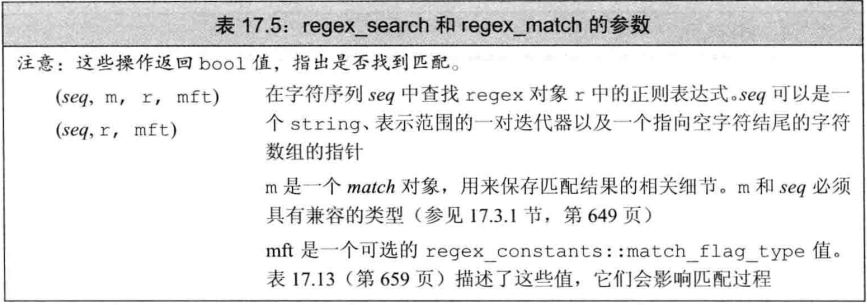 表 17.5：regex_search 和 regex_match 的参数
注意：这些操作返回 bool 值，指出是否找到匹配。
(seq, m, r, mft) 在字符序列 seq 中查找 regex 对象 r 中的正则表达式。seq 可以是一
(seq, r, mft) 个 string、表示范围的一对迭代器以及一个指向空字符结尾的字符
数组的指针
m 是一个 match 对象，用来保存匹配结果的相关细节。m 和 seq 必须
具有兼容的类型（参见 17.3.1 节，第 649 页）
mft 是一个可选的 regex_constants::match_flag_type 值。
表 17.13（第 659 页）描述了这些值，它们会影响匹配过程